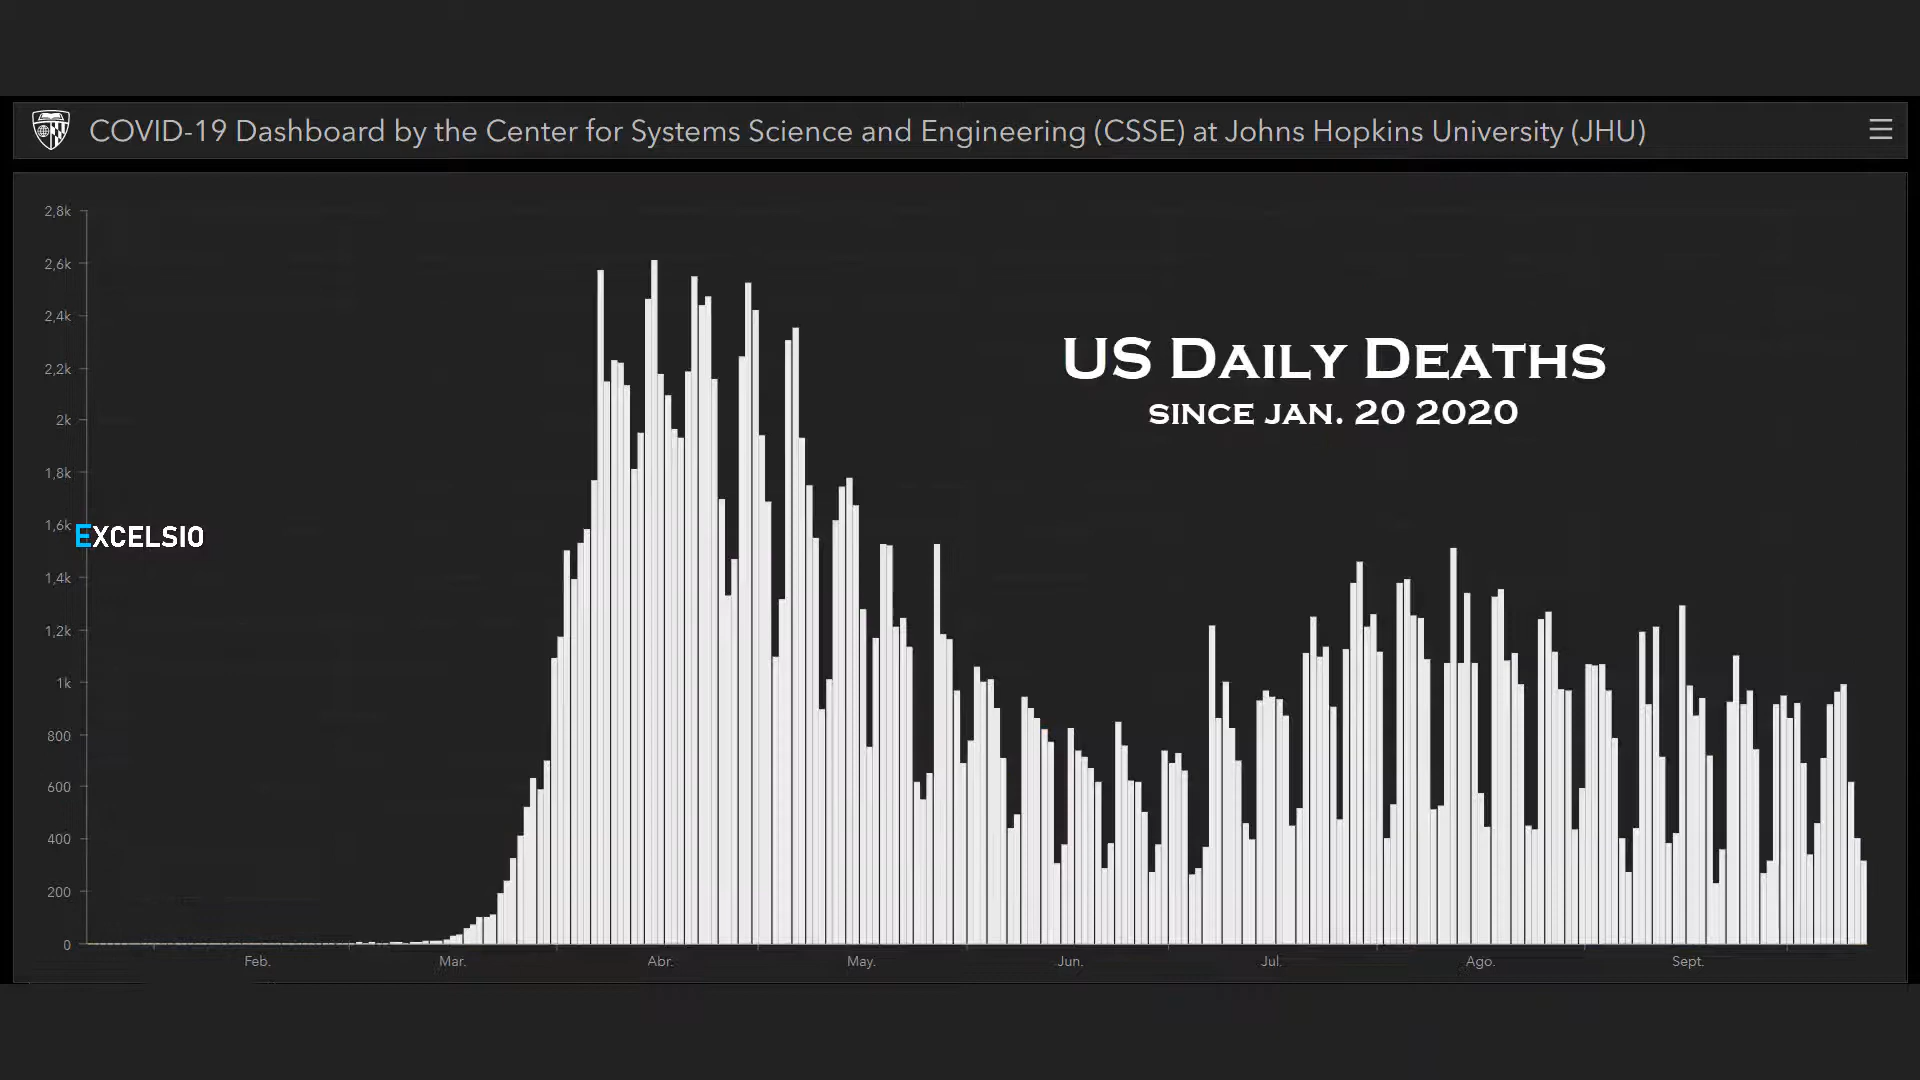 COVID-19 Dashboard by the Center for Systems Science and Engineering (CSSE) at Johns Hopkins University (JHU)
2,8k
2,6k
2,4k
2,2k
2k
1,8k
1,6k
1,4k
1,2k
1k
800
600
400
200
0
US DAILY DEATHS
SINCE JAN. 20 2020
EXCELSIO
Feb. Mar. Abr. May. Jun. Jul. Ago. Sept.